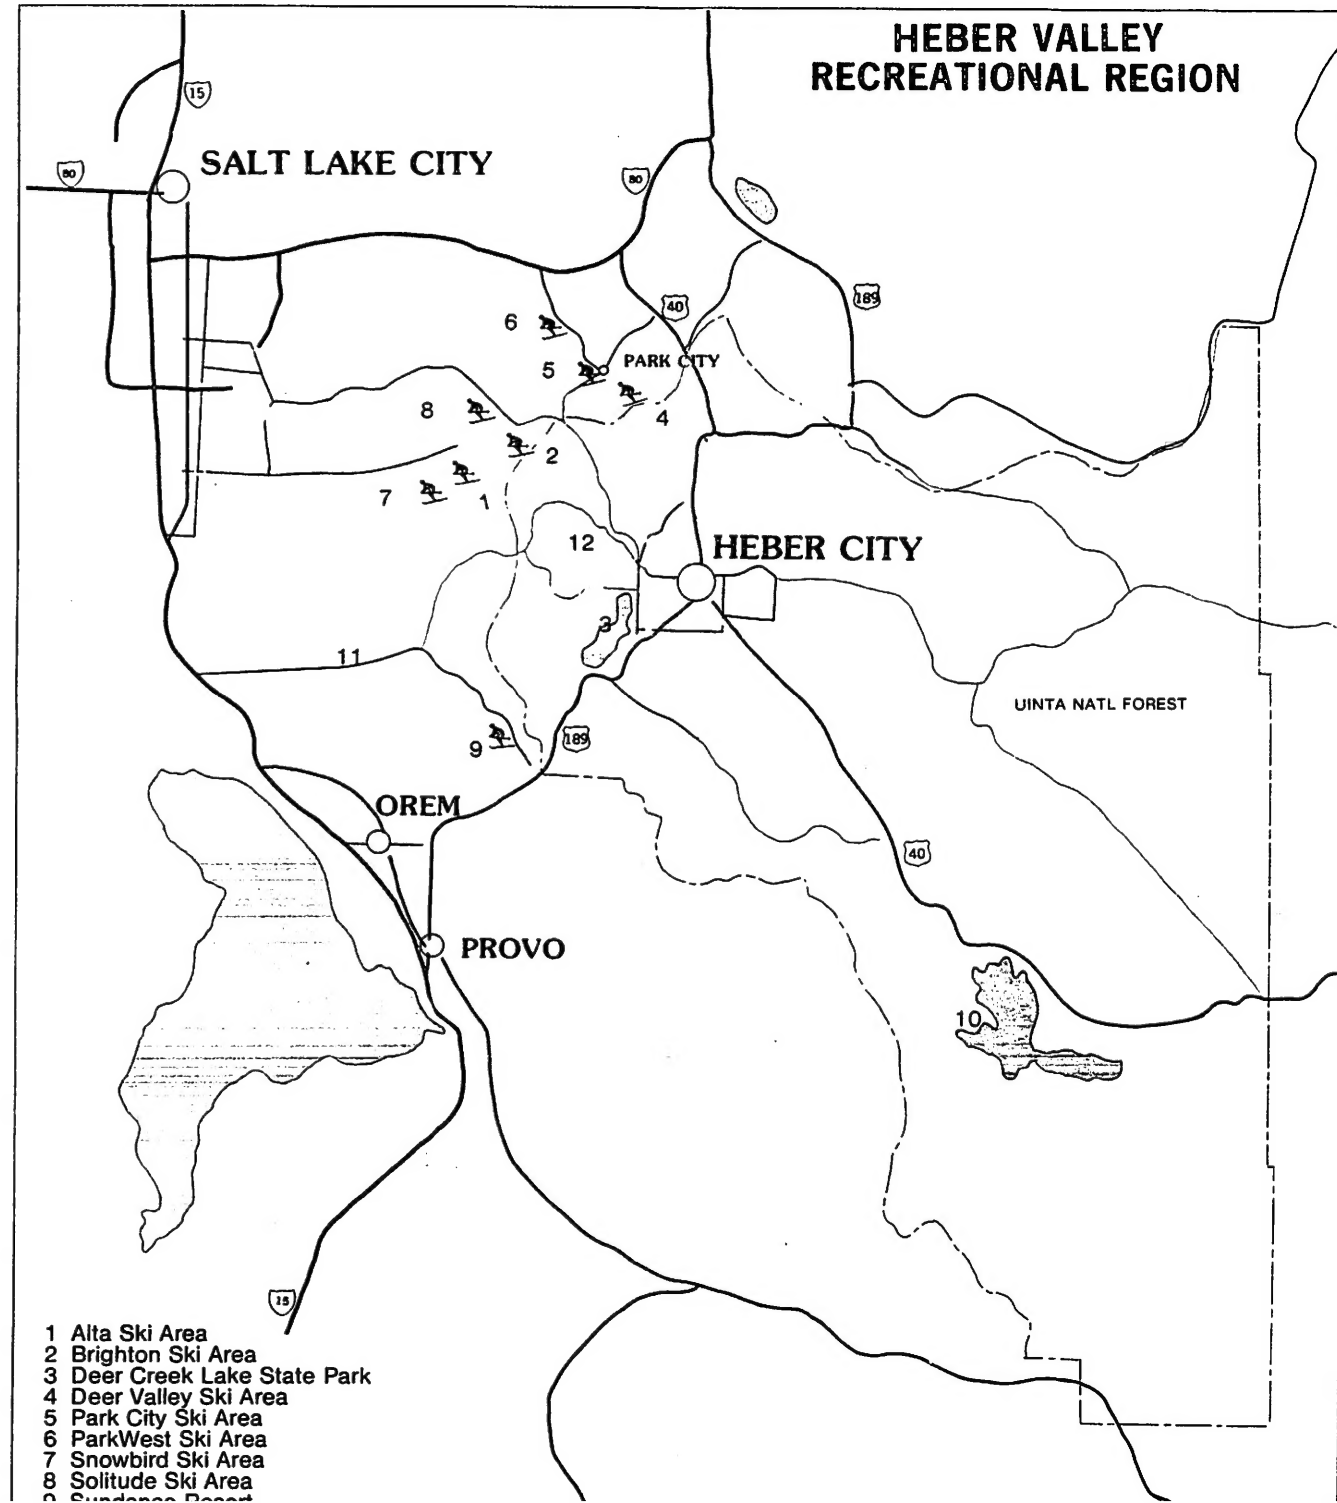 HEBER VALLEY
RECREATIONAL REGION
15
SALT LAKE CITY
80
80
189
40
6
PARK CITY
5
8
4
2
7
1
HEBER CITY
12
3
11
UINTA NATL FOREST
9
189
OREM
40
PROVO
10
15
1 Alta Ski Area
2 Brighton Ski Area
3 Deer Creek Lake State Park
4 Deer Valley Ski Area
5 Park City Ski Area
6 ParkWest Ski Area
7 Snowbird Ski Area
8 Solitude Ski Area
9 Sundance Resort